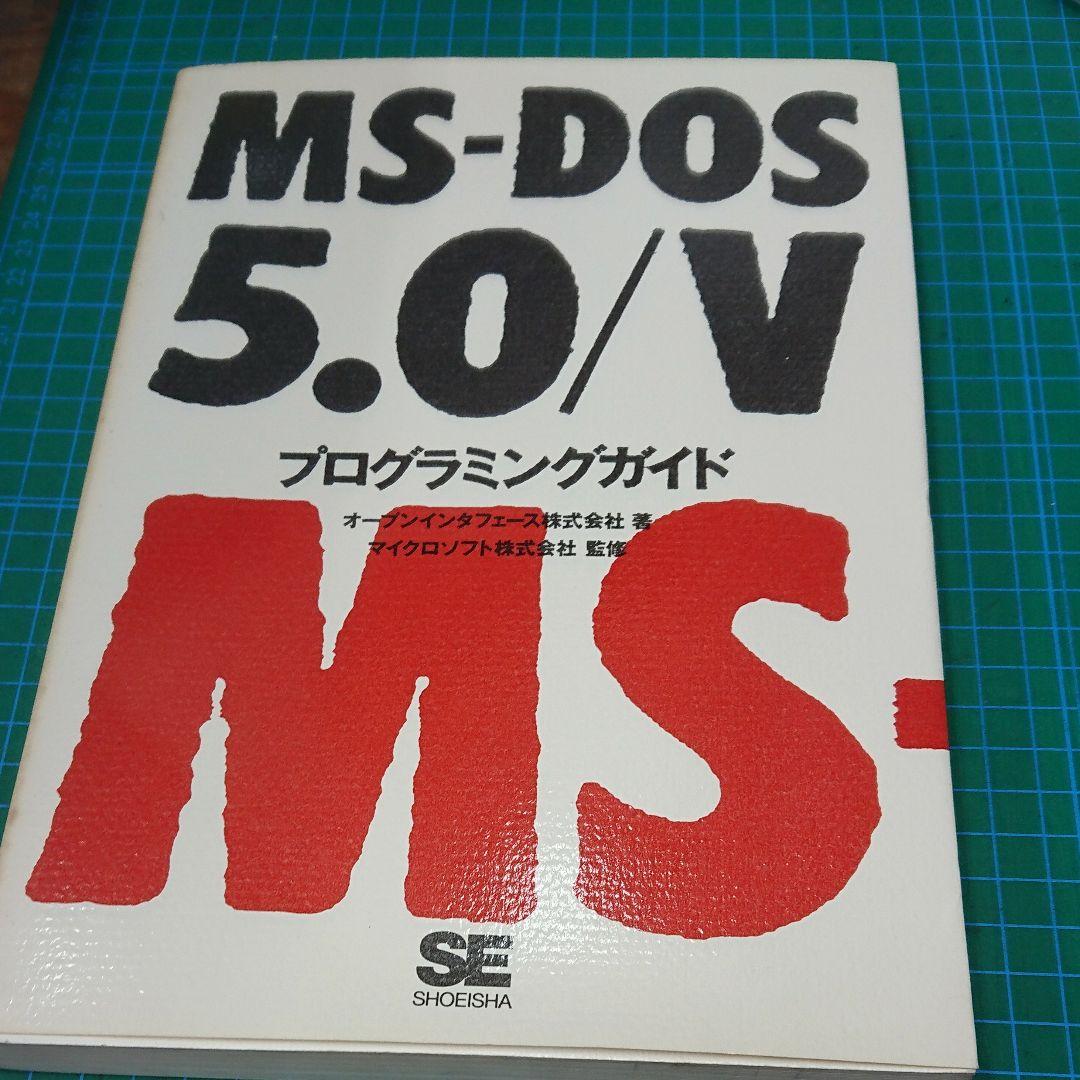 MS-DOS
5.0/V
プログラミングガイド
オープンインタフェース株式会社 著
マイクロソフト株式会社 監修
MS-
SE
SHOEISHA